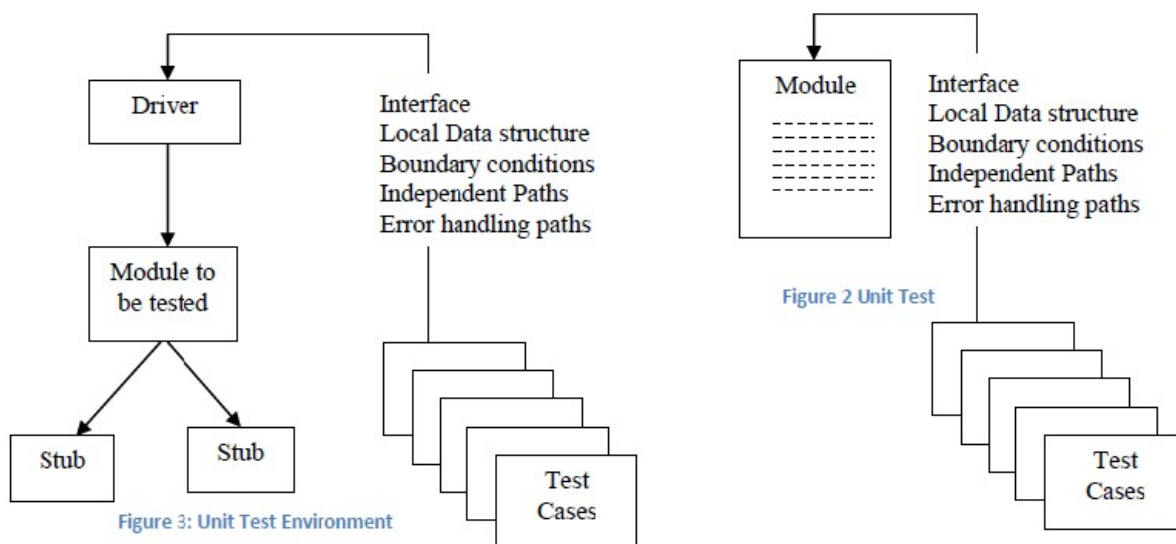 Driver
Interface
Local Data structure
Boundary conditions
Independent Paths
Error handling paths
Module to
be tested
Stub
Stub
Test
Cases
Figure 3: Unit Test Environment
Module
Interface
Local Data structure
Boundary conditions
Independent Paths
Error handling paths
Figure 2 Unit Test
Test
Cases